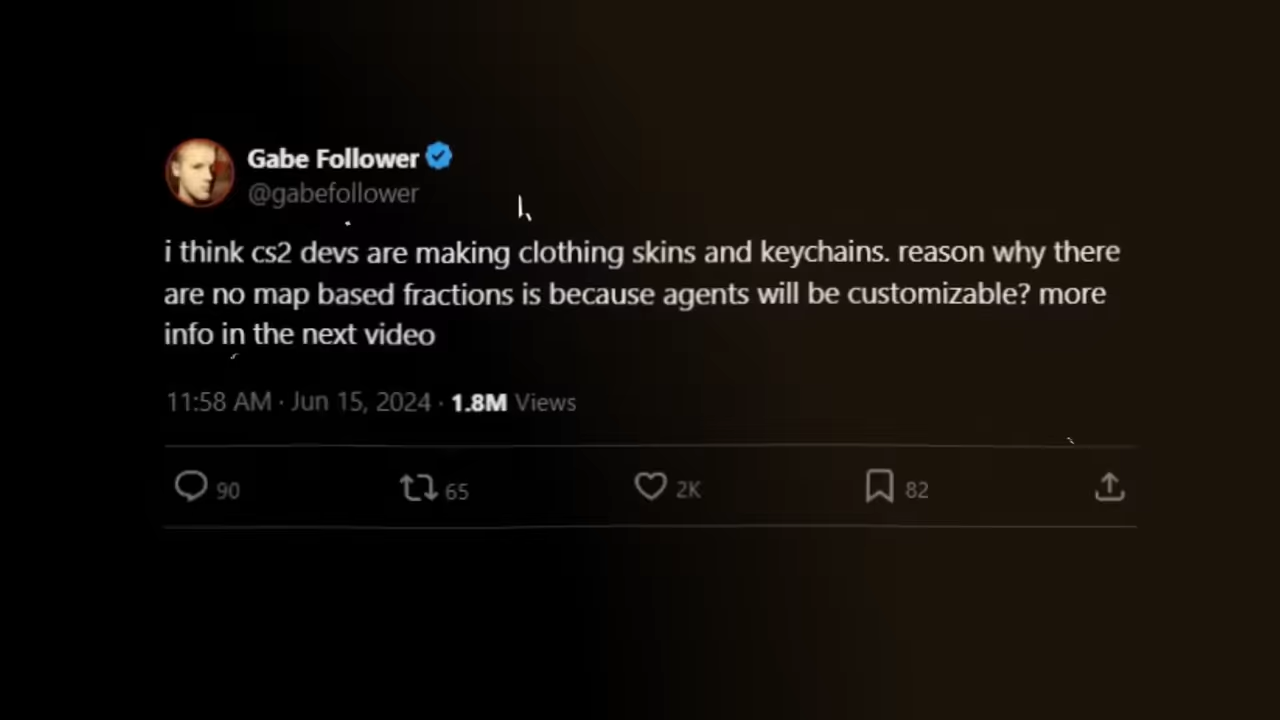 Gabe Follower
@gabefollower
i think cs2 devs are making clothing skins and keychains. reason why there
are no map based fractions is because agents will be customizable? more
info in the next video
11:58 AM · Jun 15, 2024 · 1.8M Views
90 65 2K 82